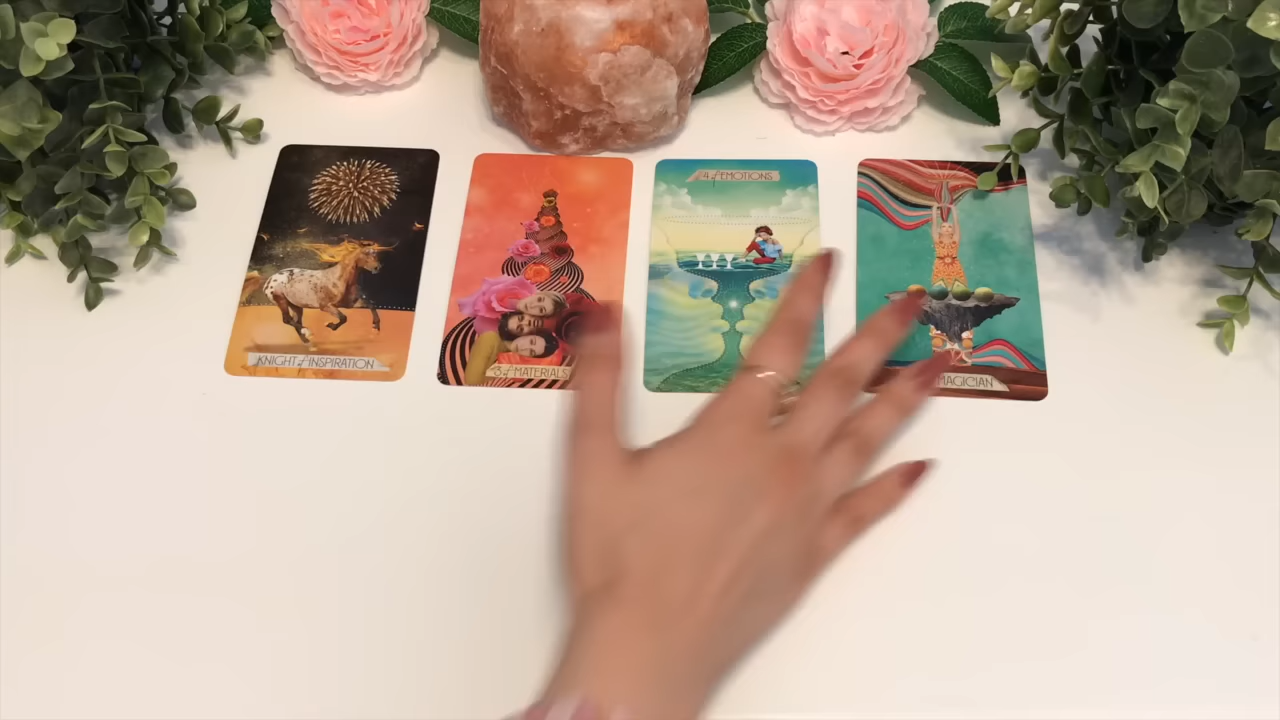 KNIGHT of INSPIRATION
3 of MATERIALS
4 of EMOTIONS
MAGICIAN